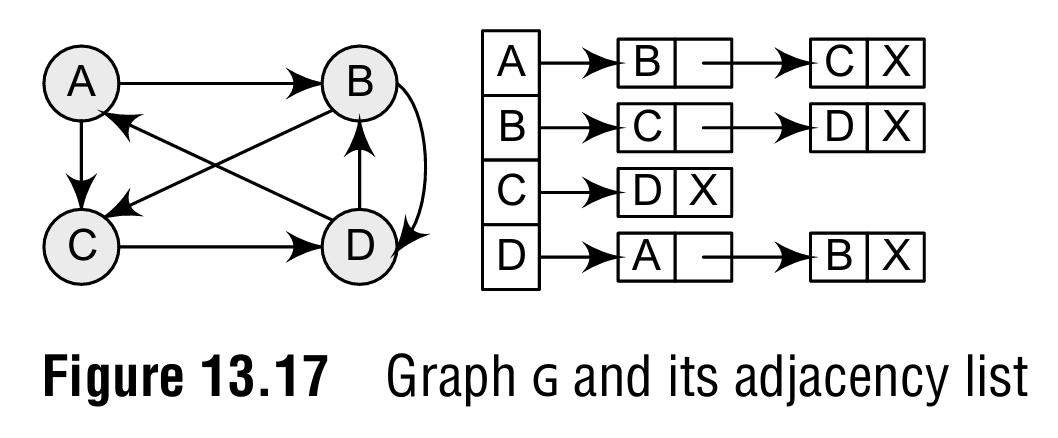 A B A B C X
B C D X
C D X
C D D A B X
Figure 13.17 Graph G and its adjacency list